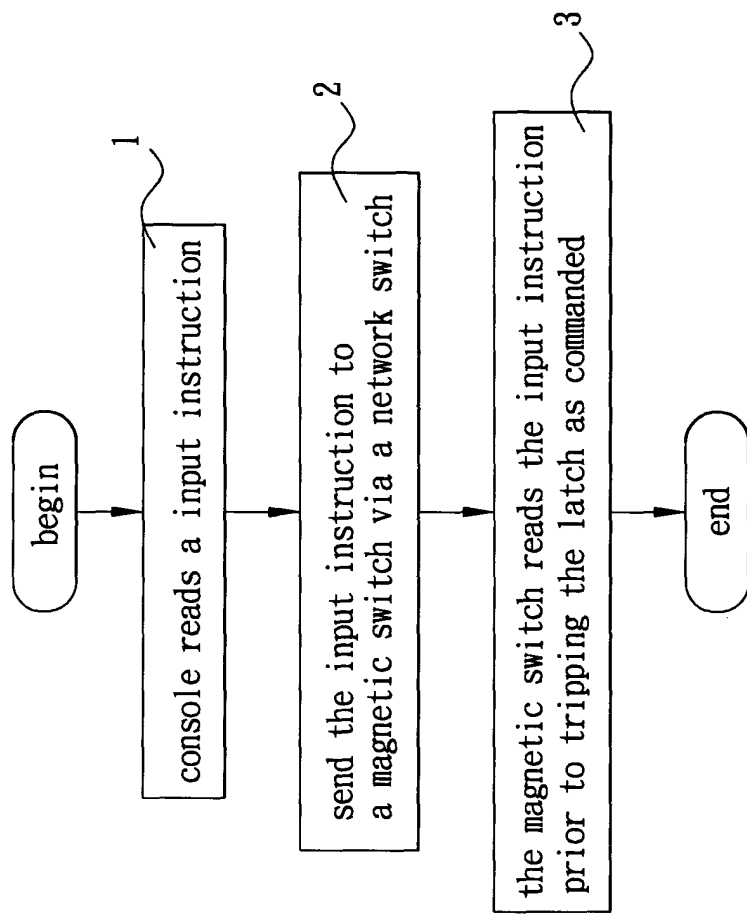 begin
1
console reads a input instruction
2
send the input instruction to
a magnetic switch via a network switch
3
the magnetic switch reads the input instruction
prior to tripping the latch as commanded
end